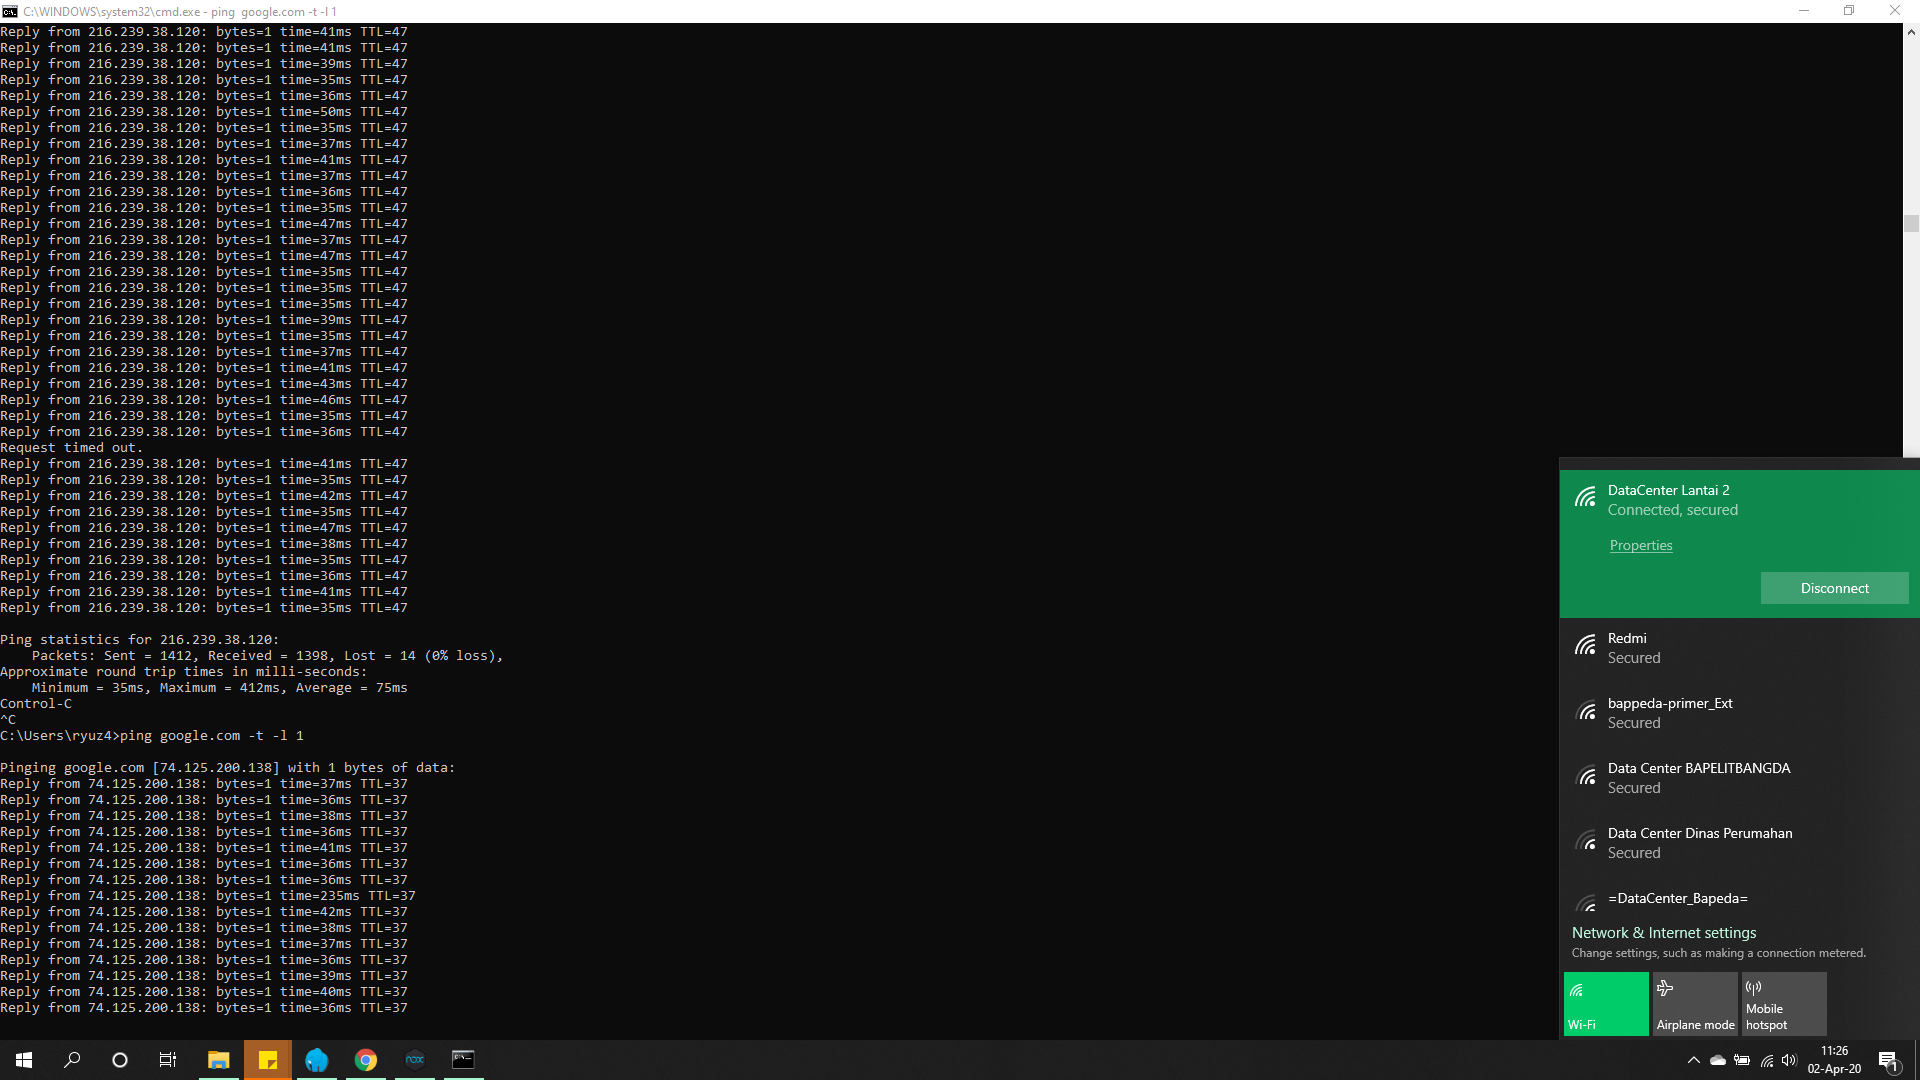 C:\WINDOWS\system32\cmd.exe - ping  google.com -t -l 1
Reply from 216.239.38.120: bytes=1 time=41ms TTL=47
Reply from 216.239.38.120: bytes=1 time=41ms TTL=47
Reply from 216.239.38.120: bytes=1 time=39ms TTL=47
Reply from 216.239.38.120: bytes=1 time=35ms TTL=47
Reply from 216.239.38.120: bytes=1 time=36ms TTL=47
Reply from 216.239.38.120: bytes=1 time=50ms TTL=47
Reply from 216.239.38.120: bytes=1 time=35ms TTL=47
Reply from 216.239.38.120: bytes=1 time=37ms TTL=47
Reply from 216.239.38.120: bytes=1 time=41ms TTL=47
Reply from 216.239.38.120: bytes=1 time=37ms TTL=47
Reply from 216.239.38.120: bytes=1 time=36ms TTL=47
Reply from 216.239.38.120: bytes=1 time=35ms TTL=47
Reply from 216.239.38.120: bytes=1 time=47ms TTL=47
Reply from 216.239.38.120: bytes=1 time=37ms TTL=47
Reply from 216.239.38.120: bytes=1 time=47ms TTL=47
Reply from 216.239.38.120: bytes=1 time=35ms TTL=47
Reply from 216.239.38.120: bytes=1 time=35ms TTL=47
Reply from 216.239.38.120: bytes=1 time=35ms TTL=47
Reply from 216.239.38.120: bytes=1 time=39ms TTL=47
Reply from 216.239.38.120: bytes=1 time=35ms TTL=47
Reply from 216.239.38.120: bytes=1 time=37ms TTL=47
Reply from 216.239.38.120: bytes=1 time=41ms TTL=47
Reply from 216.239.38.120: bytes=1 time=43ms TTL=47
Reply from 216.239.38.120: bytes=1 time=46ms TTL=47
Reply from 216.239.38.120: bytes=1 time=35ms TTL=47
Reply from 216.239.38.120: bytes=1 time=36ms TTL=47
Request timed out.
Reply from 216.239.38.120: bytes=1 time=41ms TTL=47
Reply from 216.239.38.120: bytes=1 time=35ms TTL=47
Reply from 216.239.38.120: bytes=1 time=42ms TTL=47
Reply from 216.239.38.120: bytes=1 time=35ms TTL=47
Reply from 216.239.38.120: bytes=1 time=47ms TTL=47
Reply from 216.239.38.120: bytes=1 time=38ms TTL=47
Reply from 216.239.38.120: bytes=1 time=35ms TTL=47
Reply from 216.239.38.120: bytes=1 time=36ms TTL=47
Reply from 216.239.38.120: bytes=1 time=41ms TTL=47
Reply from 216.239.38.120: bytes=1 time=35ms TTL=47
Ping statistics for 216.239.38.120:
Packets: Sent = 1412, Received = 1398, Lost = 14 (0% loss),
Approximate round trip times in milli-seconds:
Minimum = 35ms, Maximum = 412ms, Average = 75ms
Control-C
^C
C:\Users\ryuz4>ping google.com -t -l 1
Pinging google.com [74.125.200.138] with 1 bytes of data:
Reply from 74.125.200.138: bytes=1 time=37ms TTL=37
Reply from 74.125.200.138: bytes=1 time=36ms TTL=37
Reply from 74.125.200.138: bytes=1 time=38ms TTL=37
Reply from 74.125.200.138: bytes=1 time=36ms TTL=37
Reply from 74.125.200.138: bytes=1 time=41ms TTL=37
Reply from 74.125.200.138: bytes=1 time=36ms TTL=37
Reply from 74.125.200.138: bytes=1 time=36ms TTL=37
Reply from 74.125.200.138: bytes=1 time=235ms TTL=37
Reply from 74.125.200.138: bytes=1 time=42ms TTL=37
Reply from 74.125.200.138: bytes=1 time=38ms TTL=37
Reply from 74.125.200.138: bytes=1 time=37ms TTL=37
Reply from 74.125.200.138: bytes=1 time=36ms TTL=37
Reply from 74.125.200.138: bytes=1 time=39ms TTL=37
Reply from 74.125.200.138: bytes=1 time=40ms TTL=37
Reply from 74.125.200.138: bytes=1 time=36ms TTL=37
DataCenter Lantai 2
Connected, secured
Properties
Disconnect
Redmi
Secured
bappeda-primer_Ext
Secured
Data Center BAPELITBANGDA
Secured
Data Center Dinas Perumahan
Secured
=DataCenter_Bapeda=
Network & Internet settings
Change settings, such as making a connection metered.
Wi-Fi
Airplane mode
Mobile
hotspot
nox
11:26
02-Apr-20
1